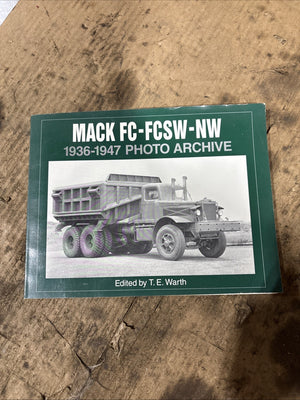 MACK FC-FCSW-NW
1936-1947 PHOTO ARCHIVE
Edited by T. E. Warth